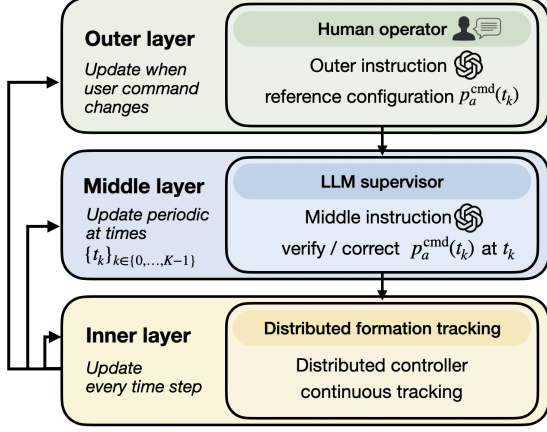 Outer layer
Update when
user command
changes
Human operator
Outer instruction
reference configuration p_a^cmd(t_k)
Middle layer
Update periodic
at times
{t_k}_{k∈{0,…,K−1}}
LLM supervisor
Middle instruction
verify / correct p_a^cmd(t_k) at t_k
Inner layer
Update
every time step
Distributed formation tracking
Distributed controller
continuous tracking